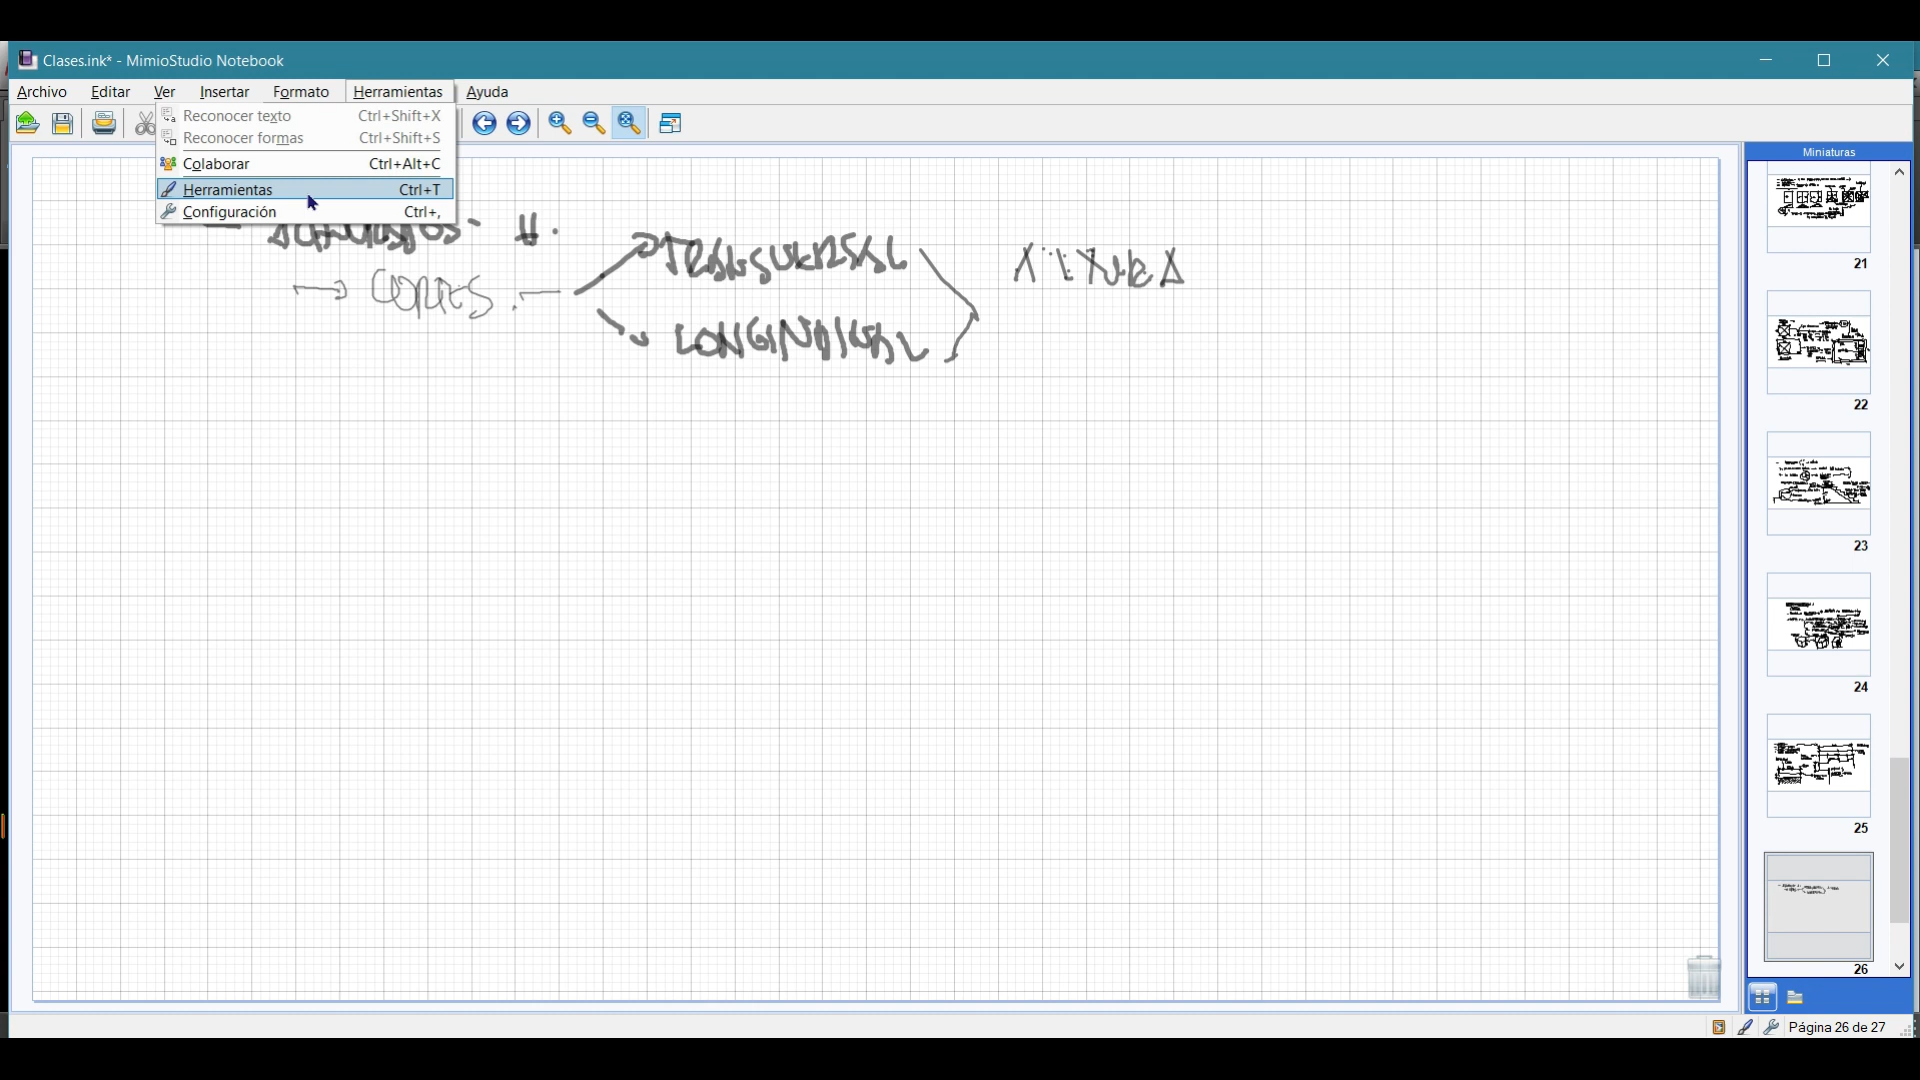 Clases.ink* - MimioStudio Notebook
Archivo Editar Ver Insertar Formato Herramientas Ayuda
Reconocer texto Ctrl+Shift+X
Reconocer formas Ctrl+Shift+S
Colaborar Ctrl+Alt+C
Herramientas Ctrl+T
Configuración Ctrl+,
TRANSVERSAL
→ CORTES.
LONGINDIGNAL
Miniaturas
21
22
23
24
25
26
Página 26 de 27